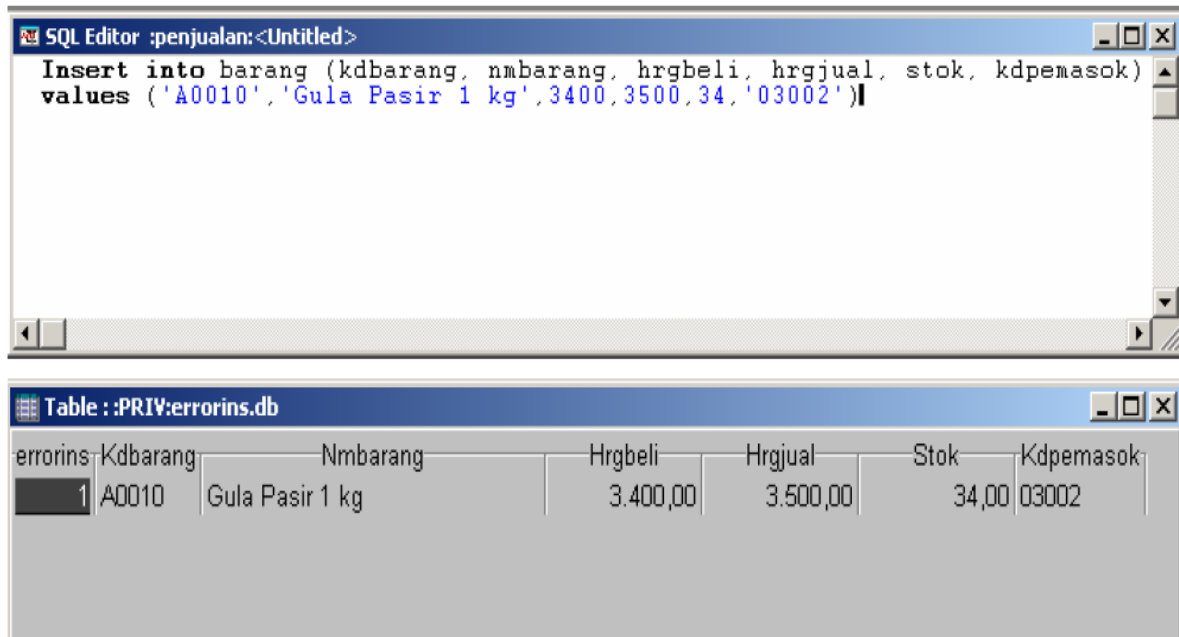 SQL Editor :penjualan:<Untitled>
Insert into barang (kdbarang, nmbarang, hrgbeli, hrgjual, stok, kdpemasok)
values ('A0010','Gula Pasir 1 kg',3400,3500,34,'03002')
Table : :PRIV:errorins.db
errorins Kdbarang Nmbarang Hrgbeli Hrgjual Stok Kdpemasok
1 A0010 Gula Pasir 1 kg 3.400,00 3.500,00 34,00 03002